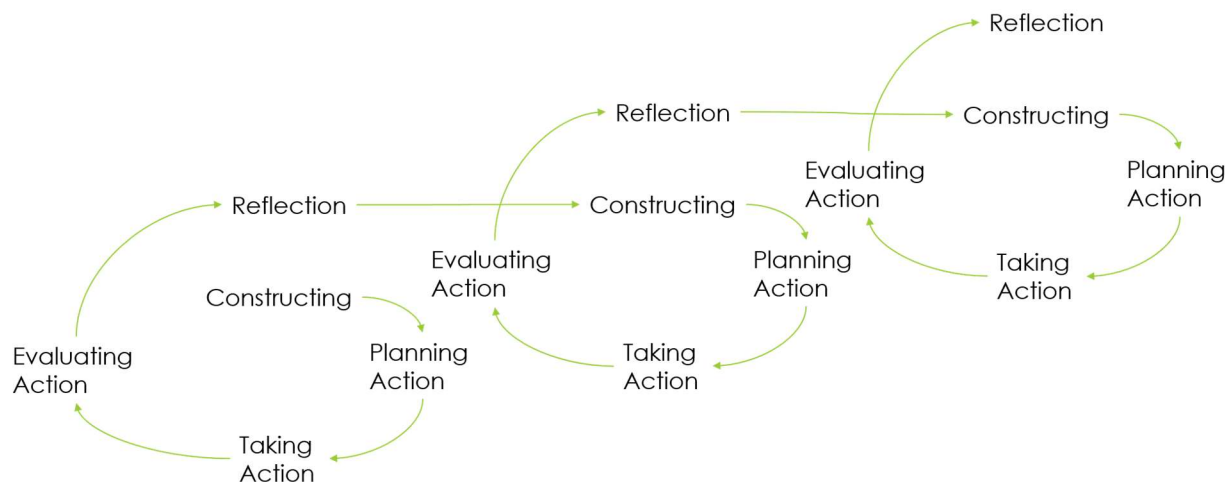 Reflection
Reflection
Constructing
Evaluating
Action
Planning
Action
Reflection
Constructing
Evaluating
Action
Planning
Action
Taking
Action
Constructing
Evaluating
Action
Planning
Action
Taking
Action
Taking
Action